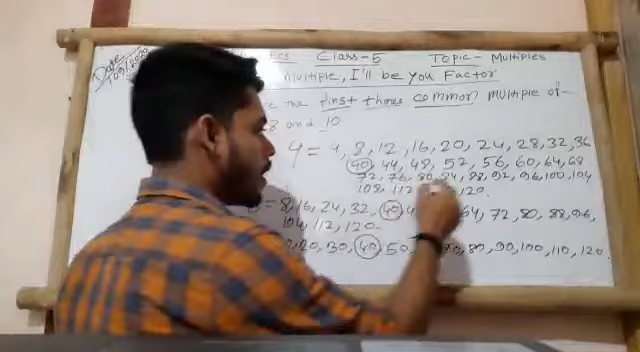 Date
Class-5 Topic- Multiples
Multiple, I'll be you Factor
the first three common multiple of-
8 and 10
4 = 4, 8, 12, 16, 20, 24, 28, 32, 36
40, 44, 48, 52, 56, 60, 64, 68
72, 76, 80, 84, 88, 92, 96, 100, 104
108, 112 120.
= 8, 16, 24, 32, 40 64, 72, 80, 88, 96,
104, 112, 120.
20, 30, 40, 50, 70, 80, 90, 100, 110, 120.